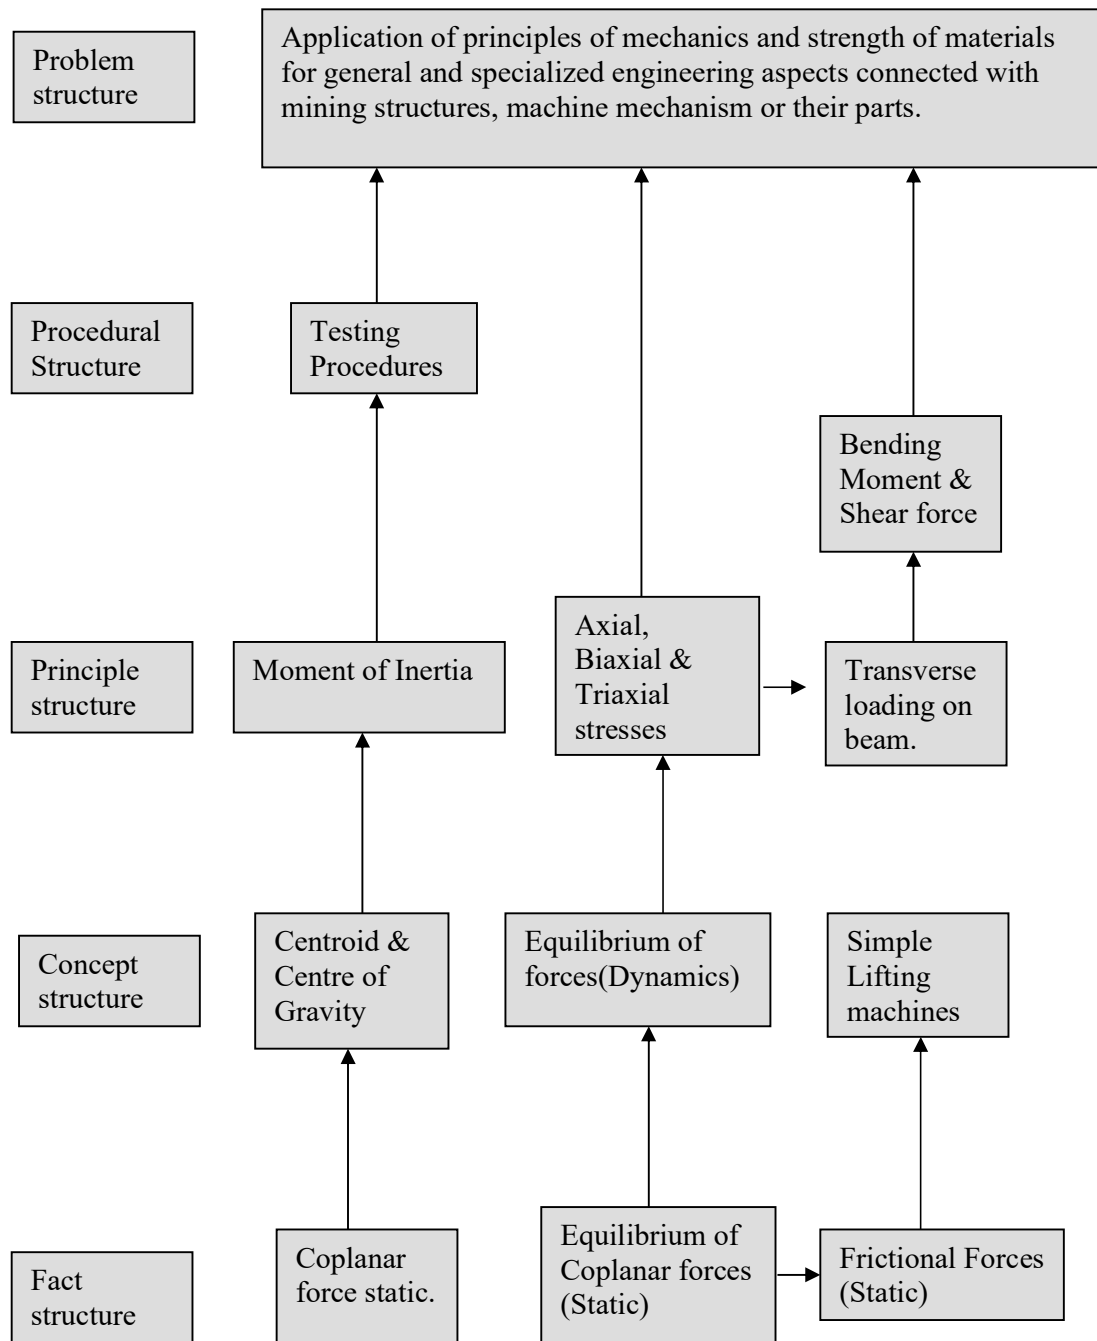 Problem
structure
Application of principles of mechanics and strength of materials
for general and specialized engineering aspects connected with
mining structures, machine mechanism or their parts.
Procedural
Structure
Testing
Procedures
Bending
Moment &
Shear force
Principle
structure
Moment of Inertia
Axial,
Biaxial &
Triaxial
stresses
Transverse
loading on
beam.
Concept
structure
Centroid &
Centre of
Gravity
Equilibrium of
forces(Dynamics)
Simple
Lifting
machines
Fact
structure
Coplanar
force static.
Equilibrium of
Coplanar forces
(Static)
Frictional Forces
(Static)